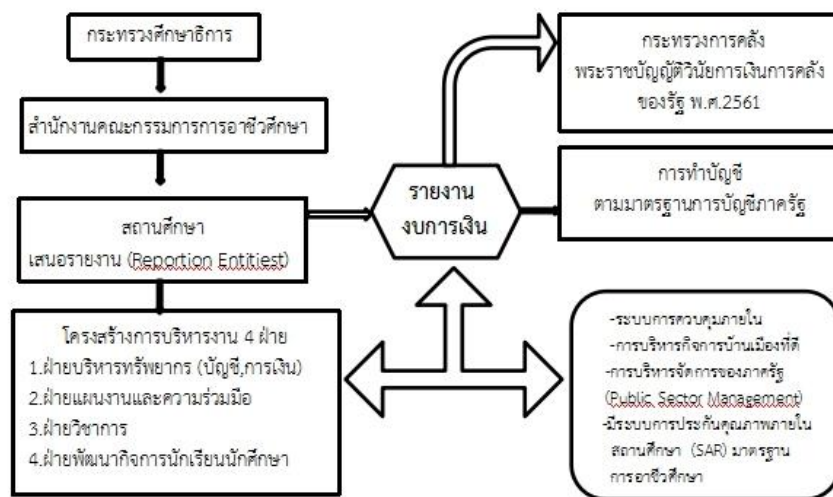 กระทรวงศึกษาธิการ
สำนักงานคณะกรรมการการอาชีวศึกษา
สถานศึกษา
เสนอรายงาน (Reportion Entitiest)
โครงสร้างการบริหารงาน 4 ฝ่าย
1.ฝ่ายบริหารทรัพยากร (บัญชี,การเงิน)
2.ฝ่ายแผนงานและความร่วมมือ
3.ฝ่ายวิชาการ
4.ฝ่ายพัฒนากิจการนักเรียนนักศึกษา
รายงาน
งบการเงิน
กระทรวงการคลัง
พระราชบัญญัติวินัยการเงินการคลัง
ของรัฐ พ.ศ.2561
การทำบัญชี
ตามมาตรฐานการบัญชีภาครัฐ
-ระบบการควบคุมภายใน
-การบริหารกิจการบ้านเมืองที่ดี
-การบริหารจัดการของภาครัฐ
(Public Sector Management)
-มีระบบการประกันคุณภาพภายใน
สถานศึกษา (SAR) มาตรฐาน
การอาชีวศึกษา